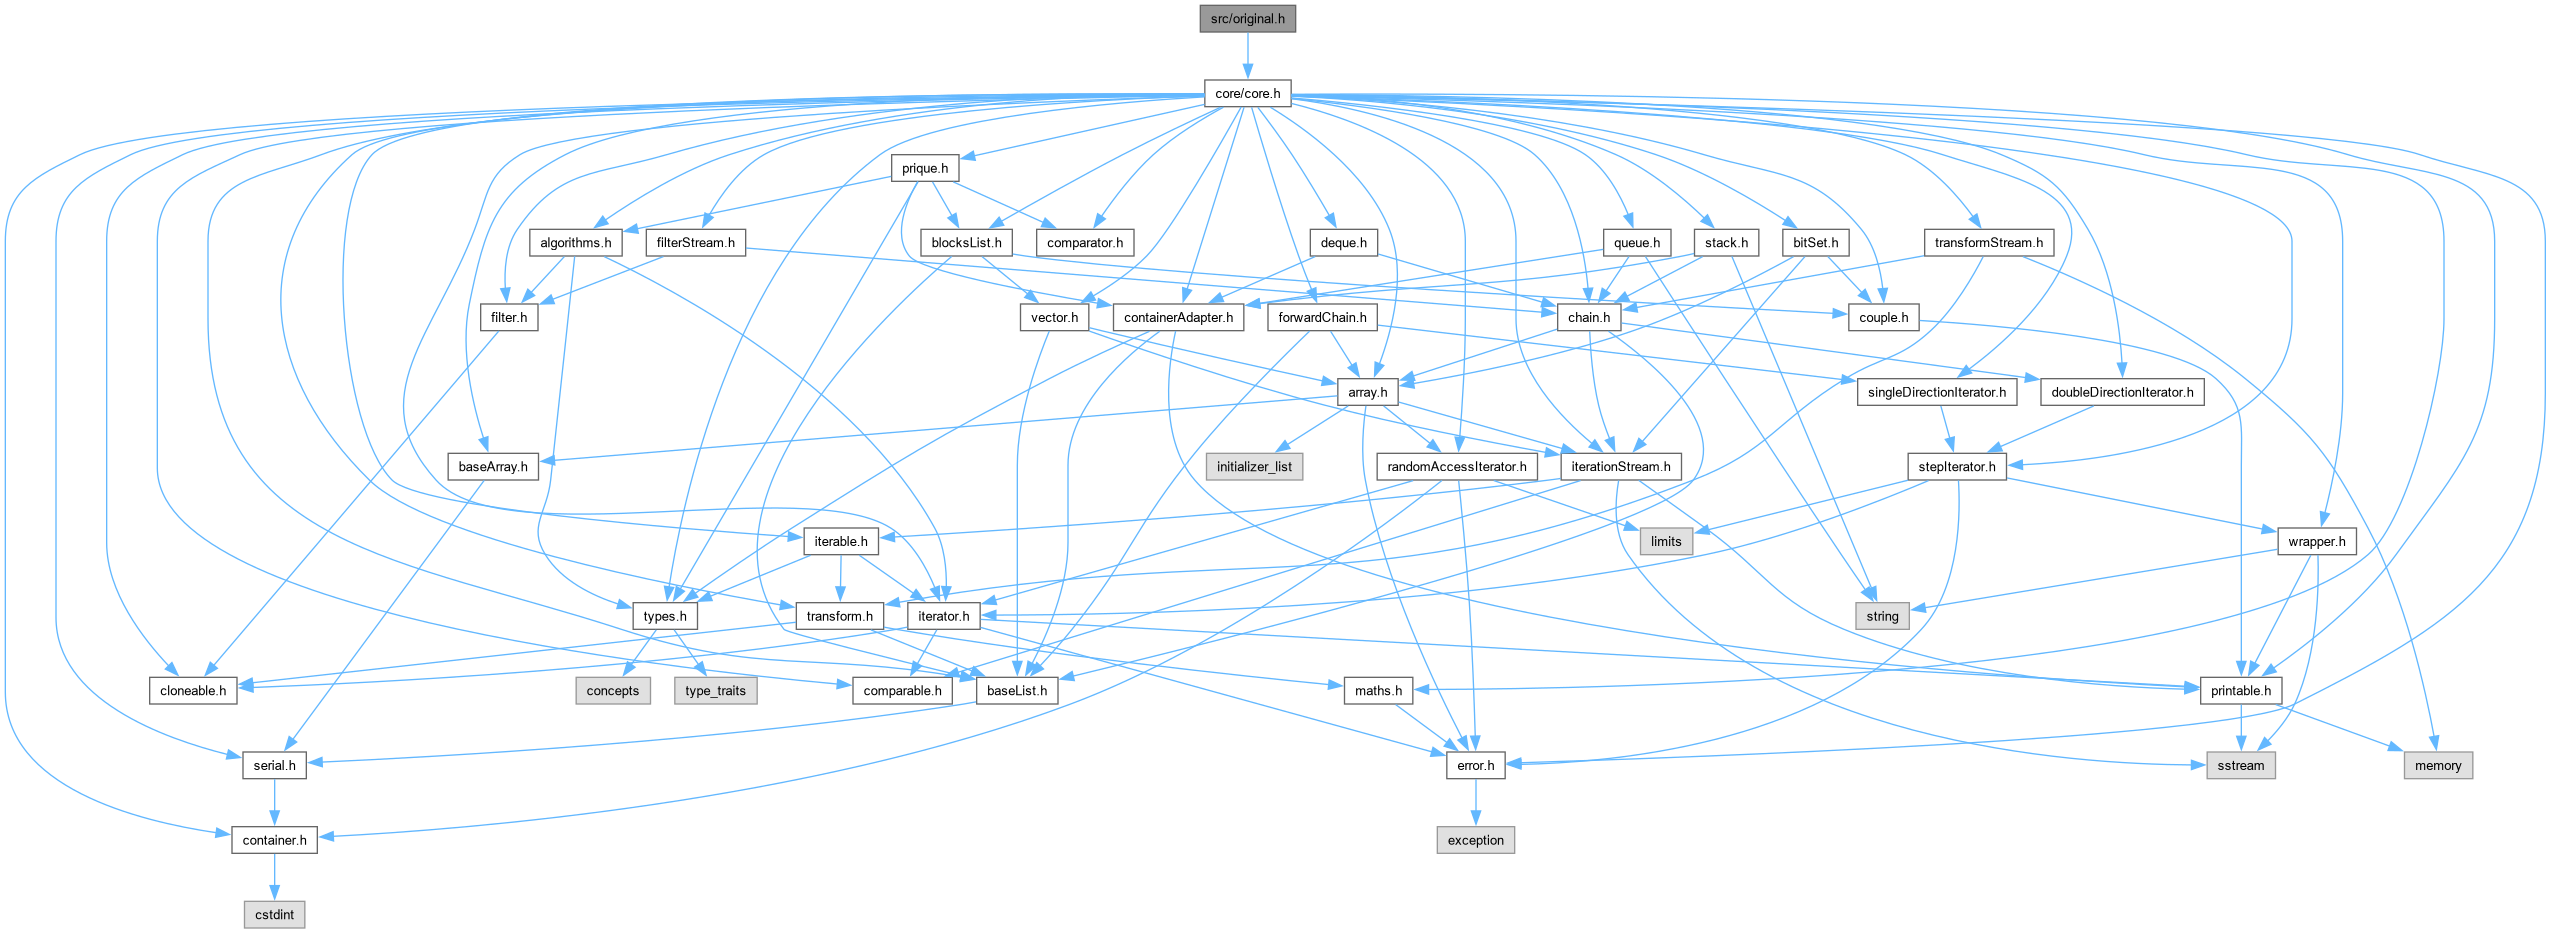 src/original.h
core/core.h
prique.h
algorithms.h
filterStream.h
blocksList.h
comparator.h
deque.h
queue.h
stack.h
bitSet.h
transformStream.h
filter.h
vector.h
containerAdapter.h
forwardChain.h
chain.h
couple.h
array.h
singleDirectionIterator.h
doubleDirectionIterator.h
baseArray.h
initializer_list
randomAccessIterator.h
iterationStream.h
stepIterator.h
iterable.h
limits
wrapper.h
types.h
transform.h
iterator.h
string
cloneable.h
concepts
type_traits
comparable.h
baseList.h
maths.h
printable.h
serial.h
error.h
sstream
memory
container.h
exception
cstdint